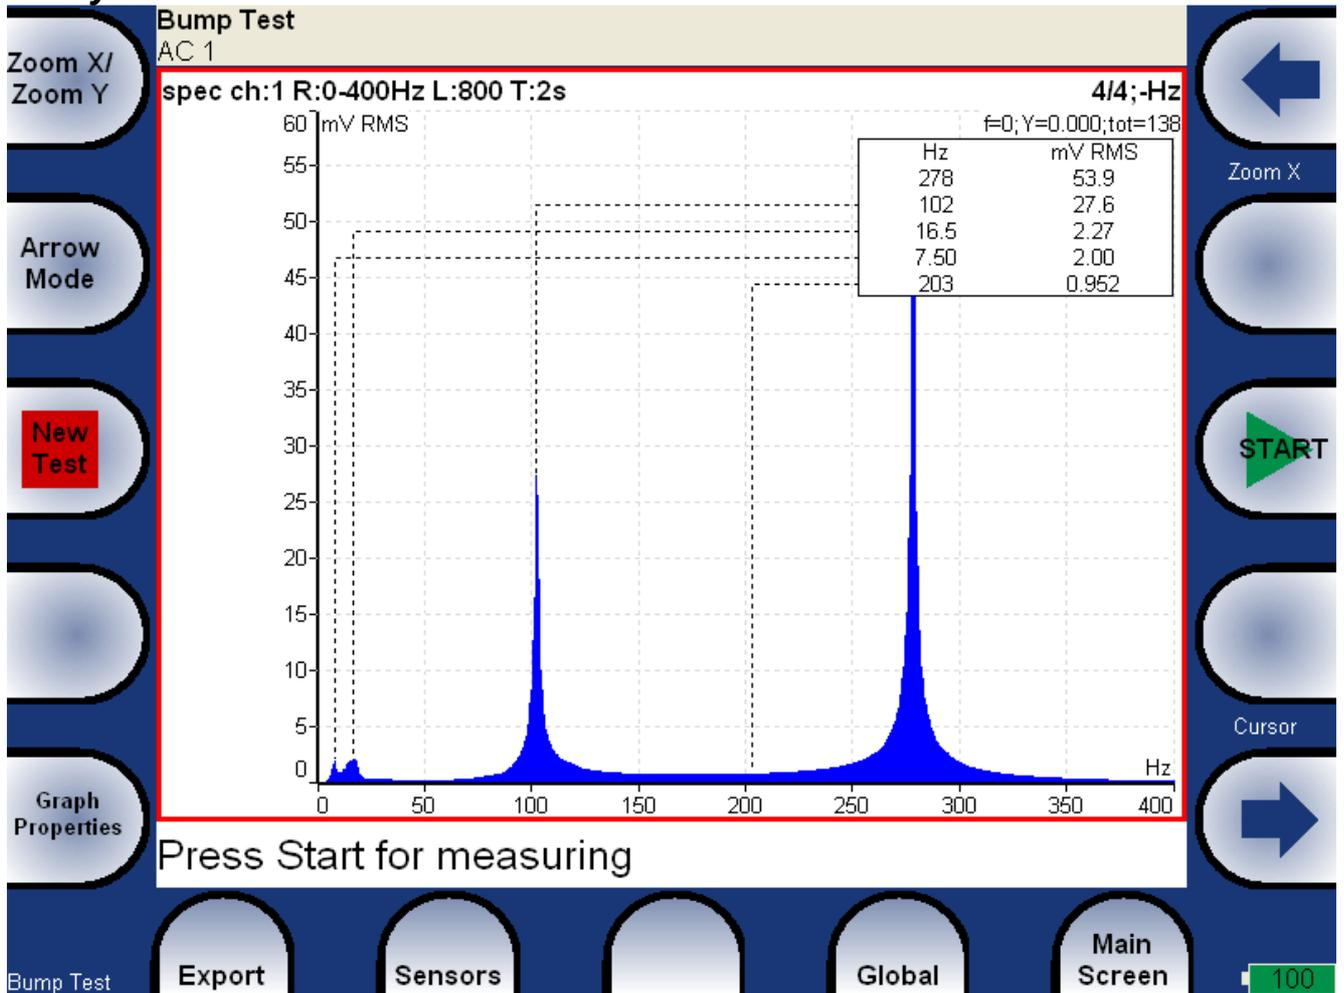 Bump Test
AC 1
Zoom X/
Zoom Y
Arrow
Mode
New
Test
Graph
Properties
spec ch:1 R:0-400Hz L:800 T:2s
4/4;-Hz
f=0;Y=0.000;tot=138
mV RMS
Hz mV RMS
278 53.9
102 27.6
16.5 2.27
7.50 2.00
203 0.952
60
55
50
45
40
35
30
25
20
15
10
5
0
Hz
0 50 100 150 200 250 300 350 400
Press Start for measuring
Zoom X
START
Cursor
Bump Test
Export
Sensors
Global
Main
Screen
100